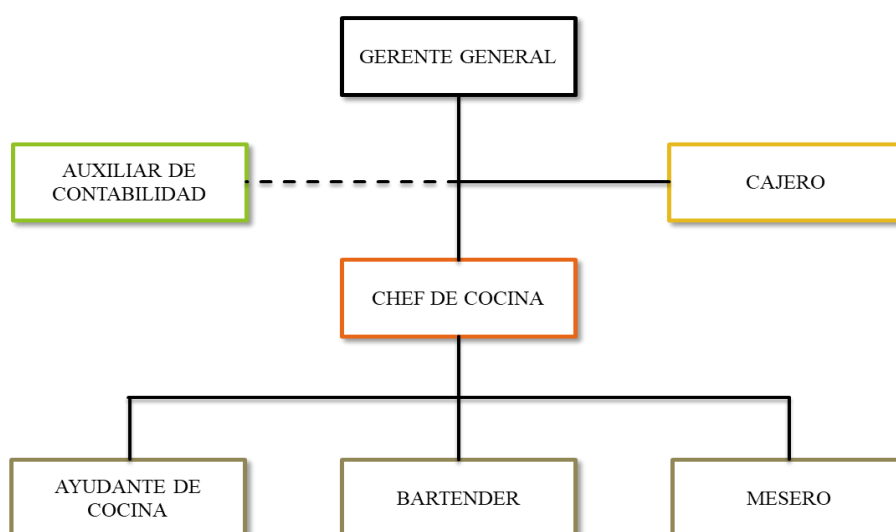 GERENTE GENERAL
AUXILIAR DE
CONTABILIDAD
CAJERO
CHEF DE COCINA
AYUDANTE DE
COCINA
BARTENDER
MESERO